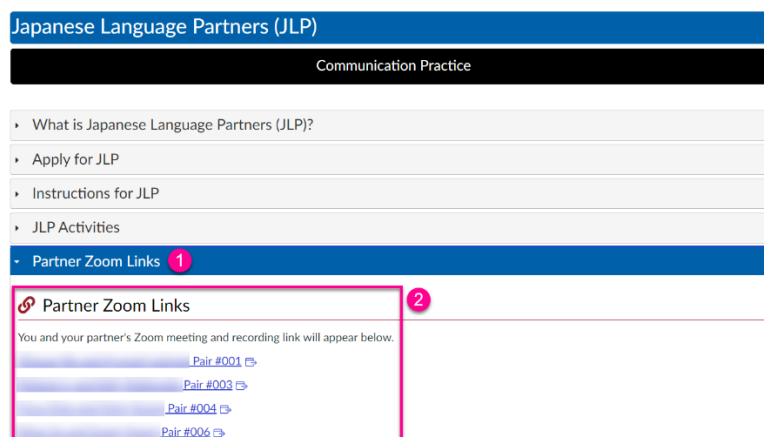 Japanese Language Partners (JLP)
Communication Practice
What is Japanese Language Partners (JLP)?
Apply for JLP
Instructions for JLP
JLP Activities
Partner Zoom Links 1
Partner Zoom Links 2
You and your partner's Zoom meeting and recording link will appear below.
Pair #001
Pair #003
Pair #004
Pair #006